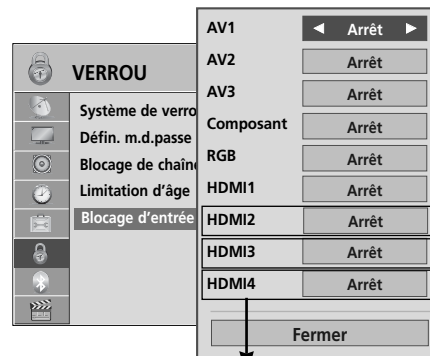 VERROU
Système de verro
Défin. m.d.passe
Blocage de chaîn
Limitation d'âge
Blocage d'entrée
AV1 ◄ Arrêt ►
AV2 Arrêt
AV3 Arrêt
Composant Arrêt
RGB Arrêt
HDMI1 Arrêt
HDMI2 Arrêt
HDMI3 Arrêt
HDMI4 Arrêt
Fermer